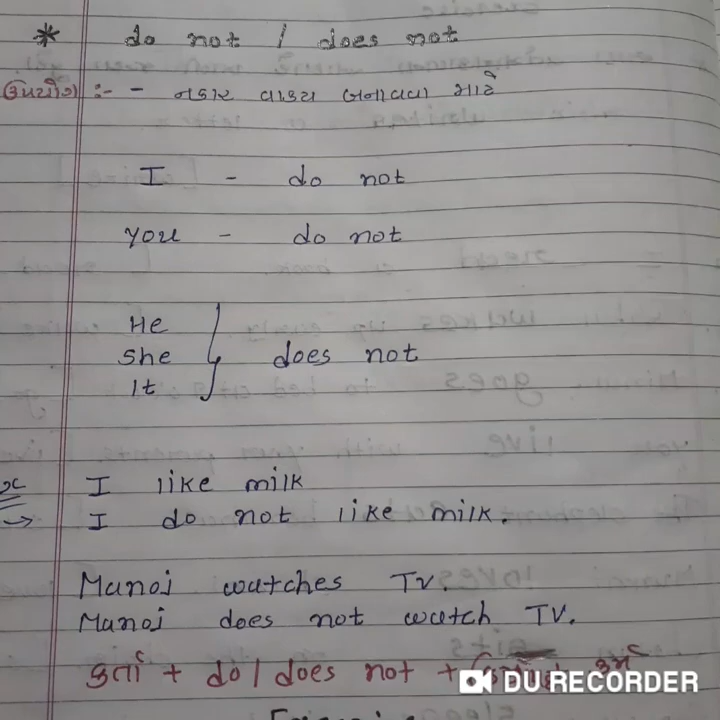 * do not / does not
ઉપયોગ :- - નકાર વાક્ય બનાવવા માટે
I - do not
you - do not
He
she
It
does not
I like milk
→ I do not like milk.
Manoj watches TV.
Manoj does not watch TV.
કર્તા + do / does not +
DU RECORDER